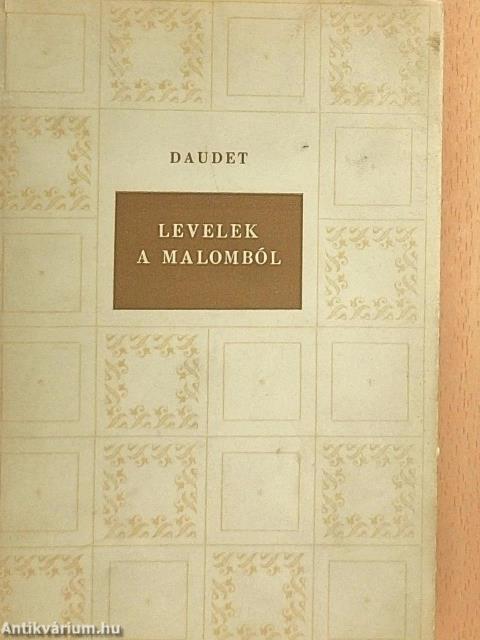 DAUDET
LEVELEK
A MALOMBÓL
Antikvárium.hu